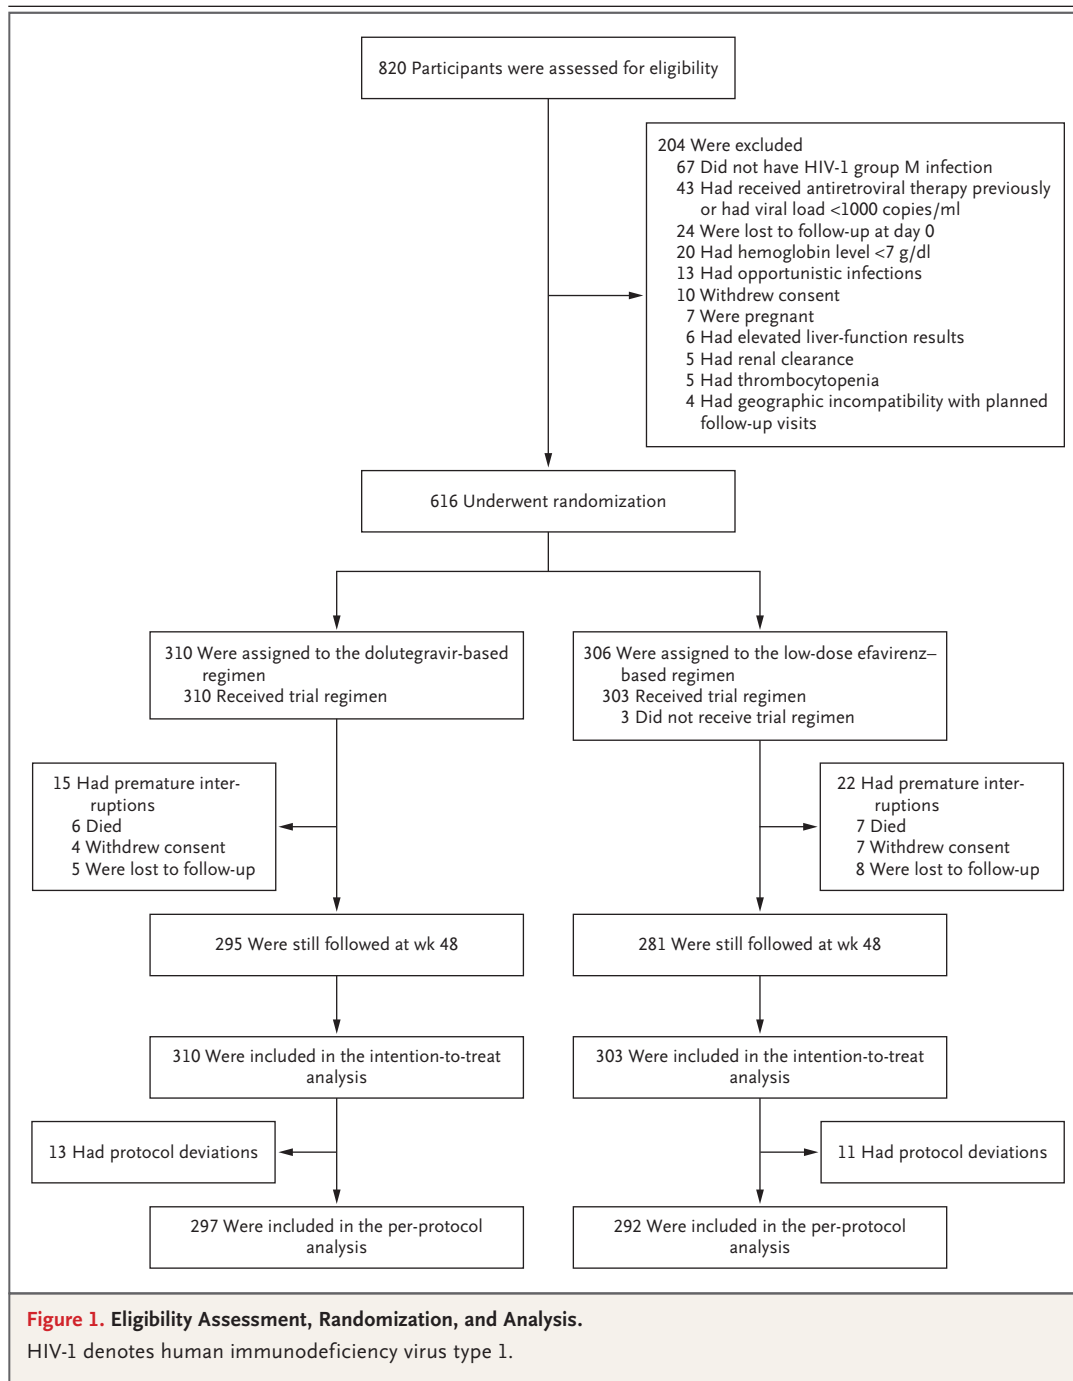 820 Participants were assessed for eligibility
204 Were excluded
67 Did not have HIV-1 group M infection
43 Had received antiretroviral therapy previously
or had viral load <1000 copies/ml
24 Were lost to follow-up at day 0
20 Had hemoglobin level <7 g/dl
13 Had opportunistic infections
10 Withdrew consent
7 Were pregnant
6 Had elevated liver-function results
5 Had renal clearance
5 Had thrombocytopenia
4 Had geographic incompatibility with planned
follow-up visits
616 Underwent randomization
310 Were assigned to the dolutegravir-based
regimen
310 Received trial regimen
306 Were assigned to the low-dose efavirenz–
based regimen
303 Received trial regimen
3 Did not receive trial regimen
15 Had premature inter-
ruptions
6 Died
4 Withdrew consent
5 Were lost to follow-up
22 Had premature inter-
ruptions
7 Died
7 Withdrew consent
8 Were lost to follow-up
295 Were still followed at wk 48
281 Were still followed at wk 48
310 Were included in the intention-to-treat
analysis
303 Were included in the intention-to-treat
analysis
13 Had protocol deviations
11 Had protocol deviations
297 Were included in the per-protocol
analysis
292 Were included in the per-protocol
analysis
Figure 1. Eligibility Assessment, Randomization, and Analysis.
HIV-1 denotes human immunodeficiency virus type 1.